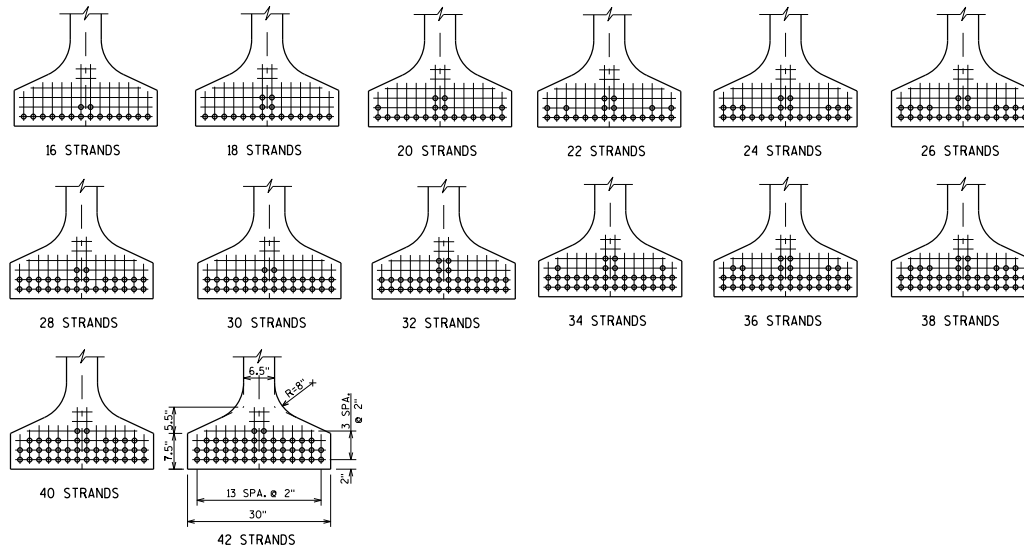 16 STRANDS
18 STRANDS
20 STRANDS
22 STRANDS
24 STRANDS
26 STRANDS
28 STRANDS
30 STRANDS
32 STRANDS
34 STRANDS
36 STRANDS
38 STRANDS
6.5"
R=8"
3 SPA.
@ 2"
5.5"
7.5"
2"
13 SPA. @ 2"
30"
40 STRANDS
42 STRANDS